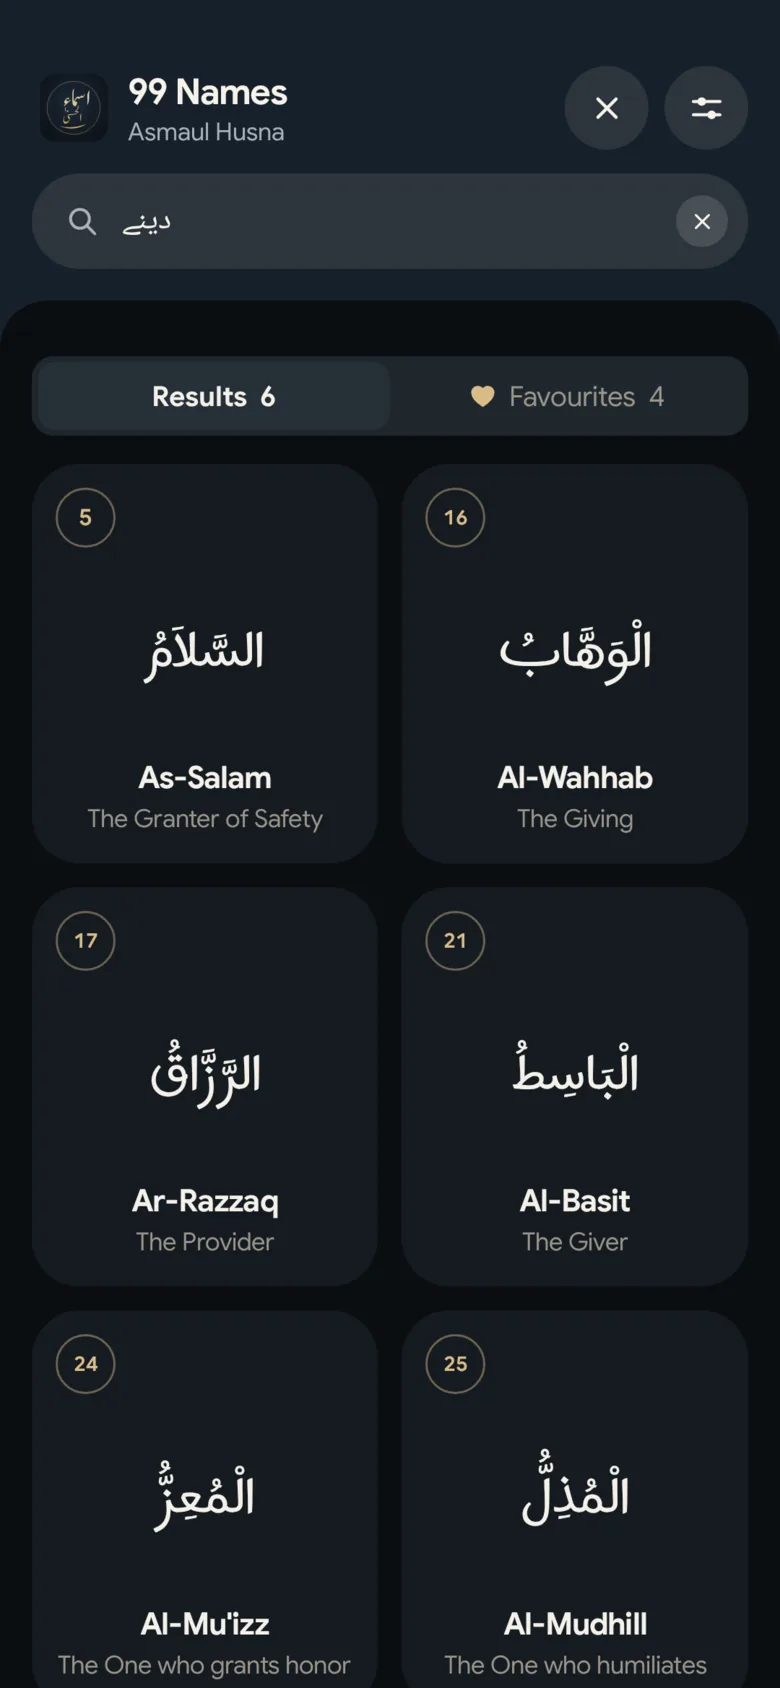 99 Names
Asmaul Husna
دینے
Results 6
Favourites 4
5
السَّلاَمُ
As-Salam
The Granter of Safety
16
الْوَهَّابُ
Al-Wahhab
The Giving
17
الرَّزَّاقُ
Ar-Razzaq
The Provider
21
الْبَاسِطُ
Al-Basit
The Giver
24
الْمُعِزُّ
Al-Mu'izz
The One who grants honor
25
الْمُذِلُّ
Al-Mudhill
The One who humiliates